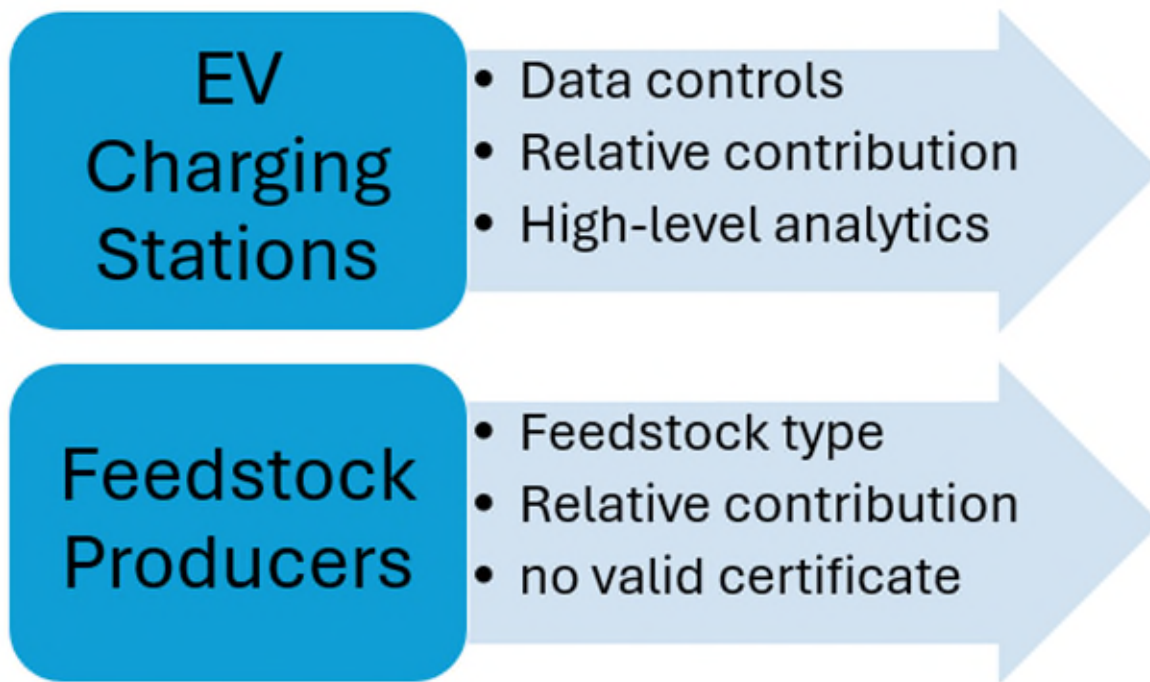 EV
Charging
Stations
• Data controls
• Relative contribution
• High-level analytics
Feedstock
Producers
• Feedstock type
• Relative contribution
• no valid certificate